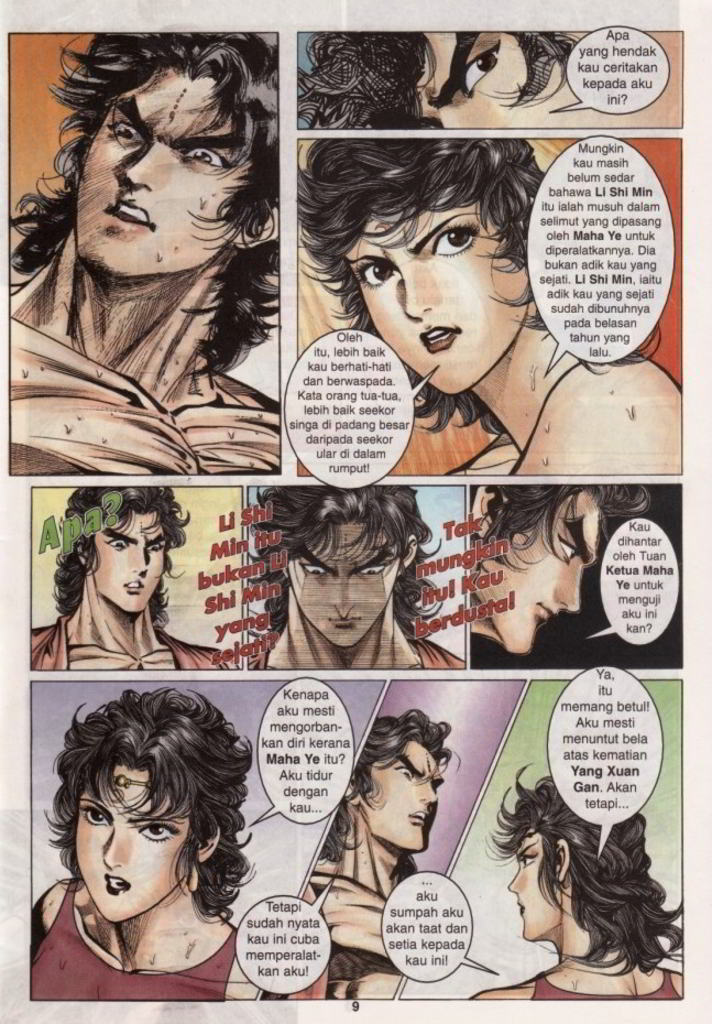 Apa
yang hendak
kau ceritakan
kepada aku
ini?
Mungkin
kau masih
belum sedar
bahawa Li Shi Min
itu ialah musuh dalam
selimut yang dipasang
oleh Maha Ye untuk
diperalatkannya. Dia
bukan adik kau yang
sejati. Li Shi Min, iaitu
adik kau yang sejati
sudah dibunuhnya
pada belasan
tahun yang
lalu.
Oleh
itu, lebih baik
kau berhati-hati
dan berwaspada.
Kata orang tua-tua,
lebih baik seekor
singa di padang besar
daripada seekor
ular di dalam
rumput!
Apa?
Li Shi
Min itu
bukan Li
Shi Min
yang
sejati?
Tak
mungkin
itu! Kau
berdusta!
Kau
dihantar
oleh Tuan
Ketua Maha
Ye untuk
menguji
aku ini
kan?
Kenapa
aku mesti
mengorban-
kan diri kerana
Maha Ye itu?
Aku tidur
dengan
kau...
Tetapi
sudah nyata
kau ini cuba
memperalat-
kan aku!
Ya,
itu
memang betul!
Aku mesti
menuntut bela
atas kematian
Yang Xuan
Gan. Akan
tetapi...
...
aku
sumpah aku
akan taat dan
setia kepada
kau ini!
9